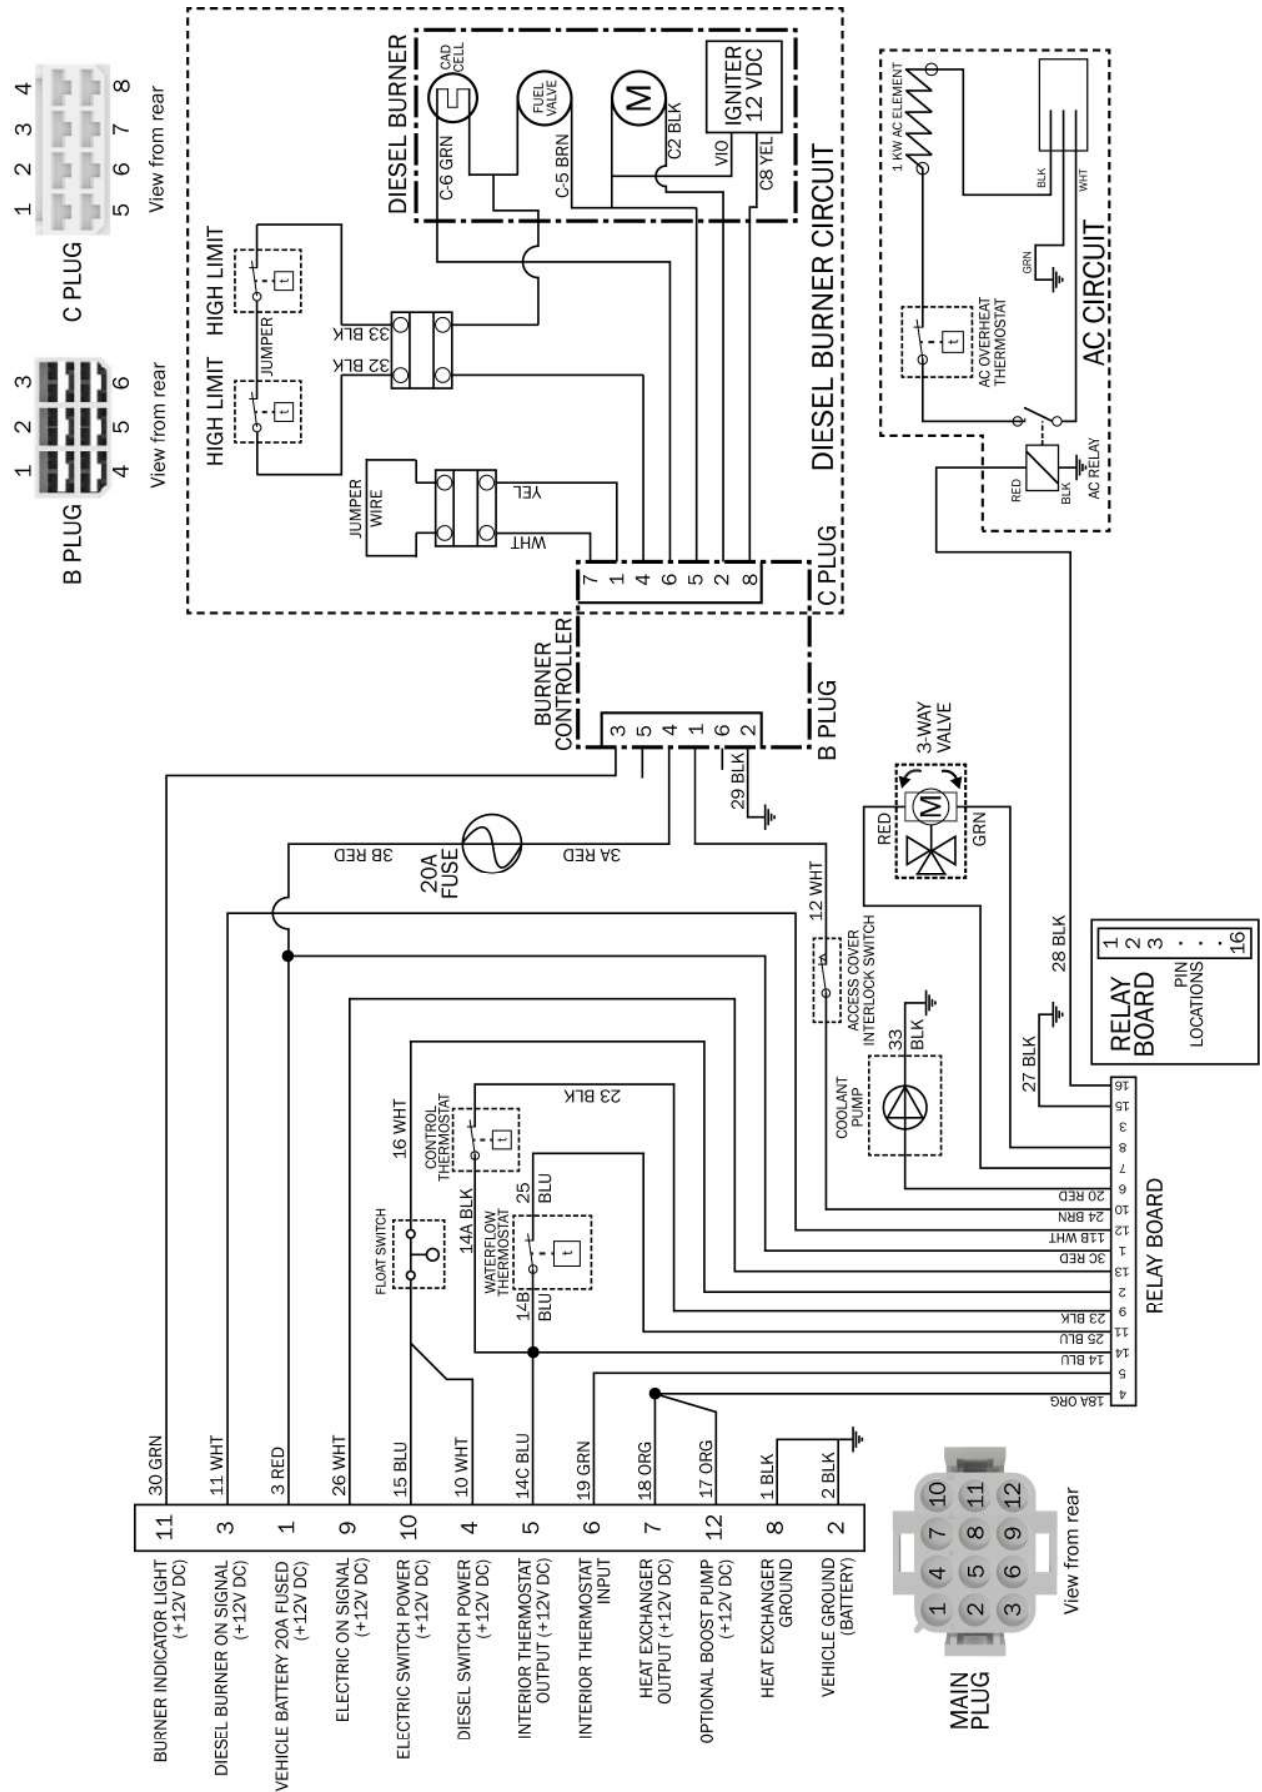 B PLUG
1 2 3
4 5 6
View from rear
C PLUG
1 2 3 4
5 6 7 8
View from rear
HIGH LIMIT
HIGH LIMIT
JUMPER
t
t
32 BLK
33 BLK
JUMPER
WIRE
WHT
YEL
DIESEL BURNER
CAD
CELL
FUEL
VALVE
M
IGNITER
12 VDC
C-6 GRN
C-5 BRN
C2 BLK
VIO
C8 YEL
DIESEL BURNER CIRCUIT
BURNER
CONTROLLER
B PLUG
3
5
4
1
6
2
C PLUG
7
1
4
6
5
2
8
29 BLK
20A
FUSE
3B RED
3A RED
12 WHT
ACCESS COVER
INTERLOCK SWITCH
3-WAY
VALVE
M
RED
GRN
COOLANT
PUMP
33
BLK
1 KW AC ELEMENT
BLK
WHT
GRN
AC OVERHEAT
THERMOSTAT
t
RED
BLK
AC RELAY
AC CIRCUIT
28 BLK
27 BLK
RELAY
BOARD
PIN
LOCATIONS
1
2
3
.
.
.
16
FLOAT SWITCH
16 WHT
CONTROL
THERMOSTAT
t
14A BLK
23 BLK
WATERFLOW
THERMOSTAT
t
14B
BLU
25
BLU
BURNER INDICATOR LIGHT
(+12V DC)
11
30 GRN
DIESEL BURNER ON SIGNAL
(+12V DC)
3
11 WHT
VEHICLE BATTERY 20A FUSED
(+12V DC)
1
3 RED
ELECTRIC ON SIGNAL
(+12V DC)
9
26 WHT
ELECTRIC SWITCH POWER
(+12V DC)
10
15 BLU
DIESEL SWITCH POWER
(+12V DC)
4
10 WHT
INTERIOR THERMOSTAT
OUTPUT (+12V DC)
5
14C BLU
INTERIOR THERMOSTAT
INPUT
6
19 GRN
HEAT EXCHANGER
OUTPUT (+12V DC)
7
18 ORG
OPTIONAL BOOST PUMP
(+12V DC)
12
17 ORG
HEAT EXCHANGER
GROUND
8
1 BLK
VEHICLE GROUND
(BATTERY)
2
2 BLK
RELAY BOARD
4 5 14 11 9 2 13 1 12 10 6 7 8 3 15 16
18A ORG
14 BLU
25 BLU
23 BLK
3C RED
11B WHT
24 BRN
20 RED
MAIN
PLUG
1 4 7 10
2 5 8 11
3 6 9 12
View from rear